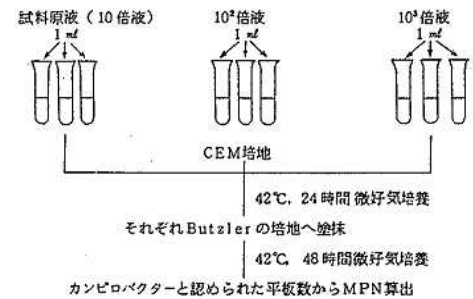 試料原液（10倍液） 10²倍液 10³倍液
1 ml 1 ml 1 ml
CEM培地
42℃, 24時間 微好気培養
それぞれButzlerの培地へ塗抹
42℃, 48時間微好気培養
カンピロバクターと認められた平板数からMPN算出